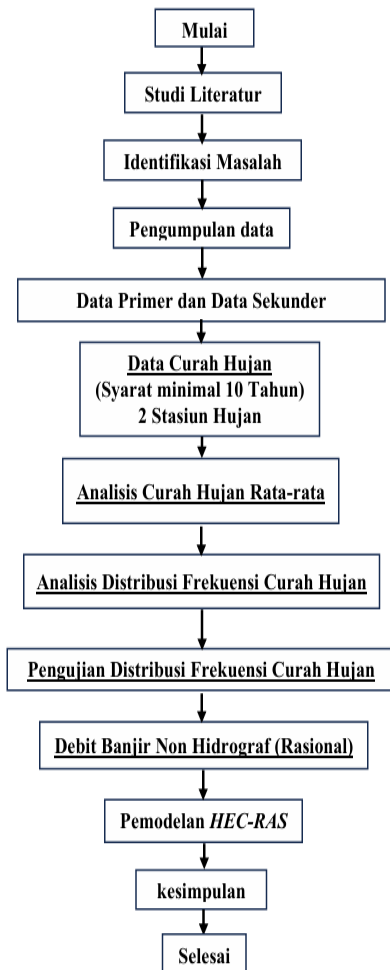 Mulai
Studi Literatur
Identifikasi Masalah
Pengumpulan data
Data Primer dan Data Sekunder
Data Curah Hujan
(Syarat minimal 10 Tahun)
2 Stasiun Hujan
Analisis Curah Hujan Rata-rata
Analisis Distribusi Frekuensi Curah Hujan
Pengujian Distribusi Frekuensi Curah Hujan
Debit Banjir Non Hidrograf (Rasional)
Pemodelan HEC-RAS
kesimpulan
Selesai